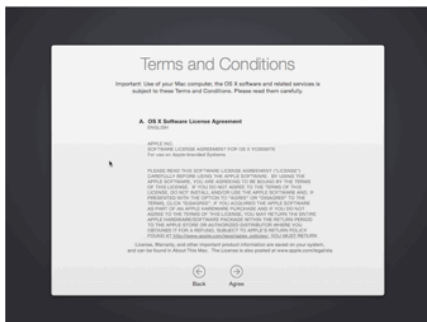 Terms and Conditions
Important: Use of your Mac computer, the OS X software and related services is
subject to these Terms and Conditions. Please read them carefully.
A. OS X Software License Agreement
ENGLISH
APPLE INC.
SOFTWARE LICENSE AGREEMENT FOR OS X YOSEMITE
For use on Apple-branded Systems
PLEASE READ THIS SOFTWARE LICENSE AGREEMENT ("LICENSE")
CAREFULLY BEFORE USING THE APPLE SOFTWARE. BY USING THE
APPLE SOFTWARE, YOU ARE AGREEING TO BE BOUND BY THE TERMS
OF THIS LICENSE. IF YOU DO NOT AGREE TO THE TERMS OF THIS
LICENSE, DO NOT INSTALL AND/OR USE THE APPLE SOFTWARE AND, IF
PRESENTED WITH THE OPTION TO "AGREE" OR "DISAGREE" TO THE
TERMS, CLICK "DISAGREE". IF YOU ACQUIRED THE APPLE SOFTWARE
AS PART OF AN APPLE HARDWARE PURCHASE AND IF YOU DO NOT
AGREE TO THE TERMS OF THIS LICENSE, YOU MAY RETURN THE ENTIRE
APPLE HARDWARE/SOFTWARE PACKAGE WITHIN THE RETURN PERIOD
TO THE APPLE STORE OR AUTHORIZED DISTRIBUTOR WHERE YOU
OBTAINED IT FOR A REFUND, SUBJECT TO APPLE'S RETURN POLICY
FOUND AT http://www.apple.com/legal/sales_policies/. YOU MUST RETURN
License, Warranty, and other important product information are saved on your system,
and can be found in About This Mac. The License is also posted at www.apple.com/legal/sla
Back
Agree